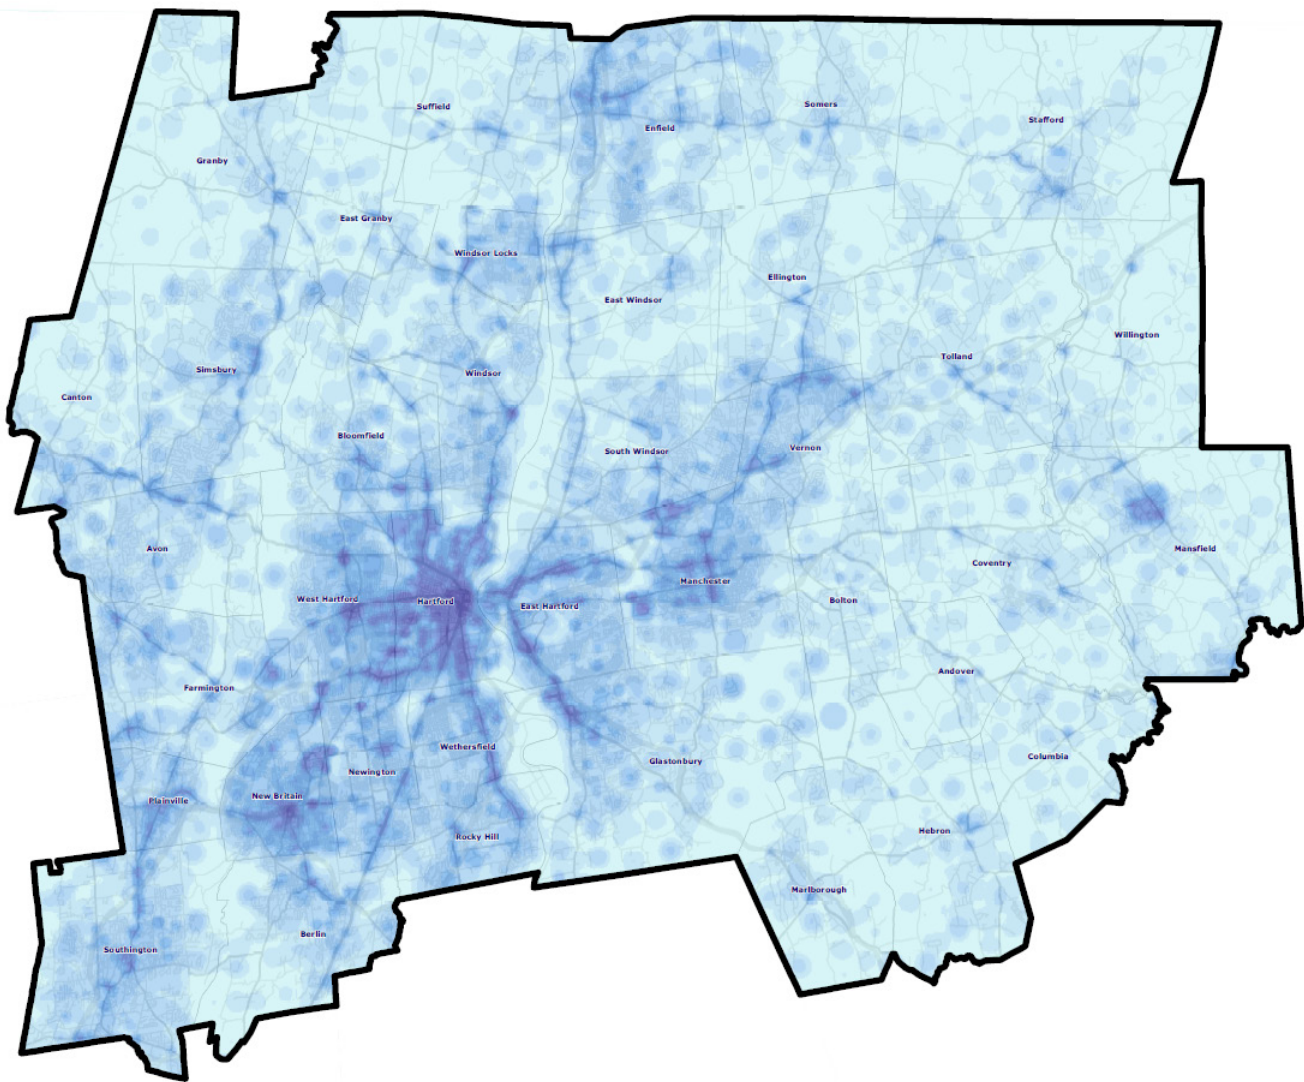 Suffield
Somers
Stafford
Enfield
Granby
East Granby
Windsor Locks
Ellington
East Windsor
Willington
Tolland
Simsbury
Windsor
Canton
Bloomfield
Vernon
South Windsor
Avon
Mansfield
Coventry
Manchester
West Hartford
Hartford
East Hartford
Bolton
Andover
Farmington
Wethersfield
Columbia
Glastonbury
Newington
New Britain
Plainville
Hebron
Rocky Hill
Marlborough
Berlin
Southington